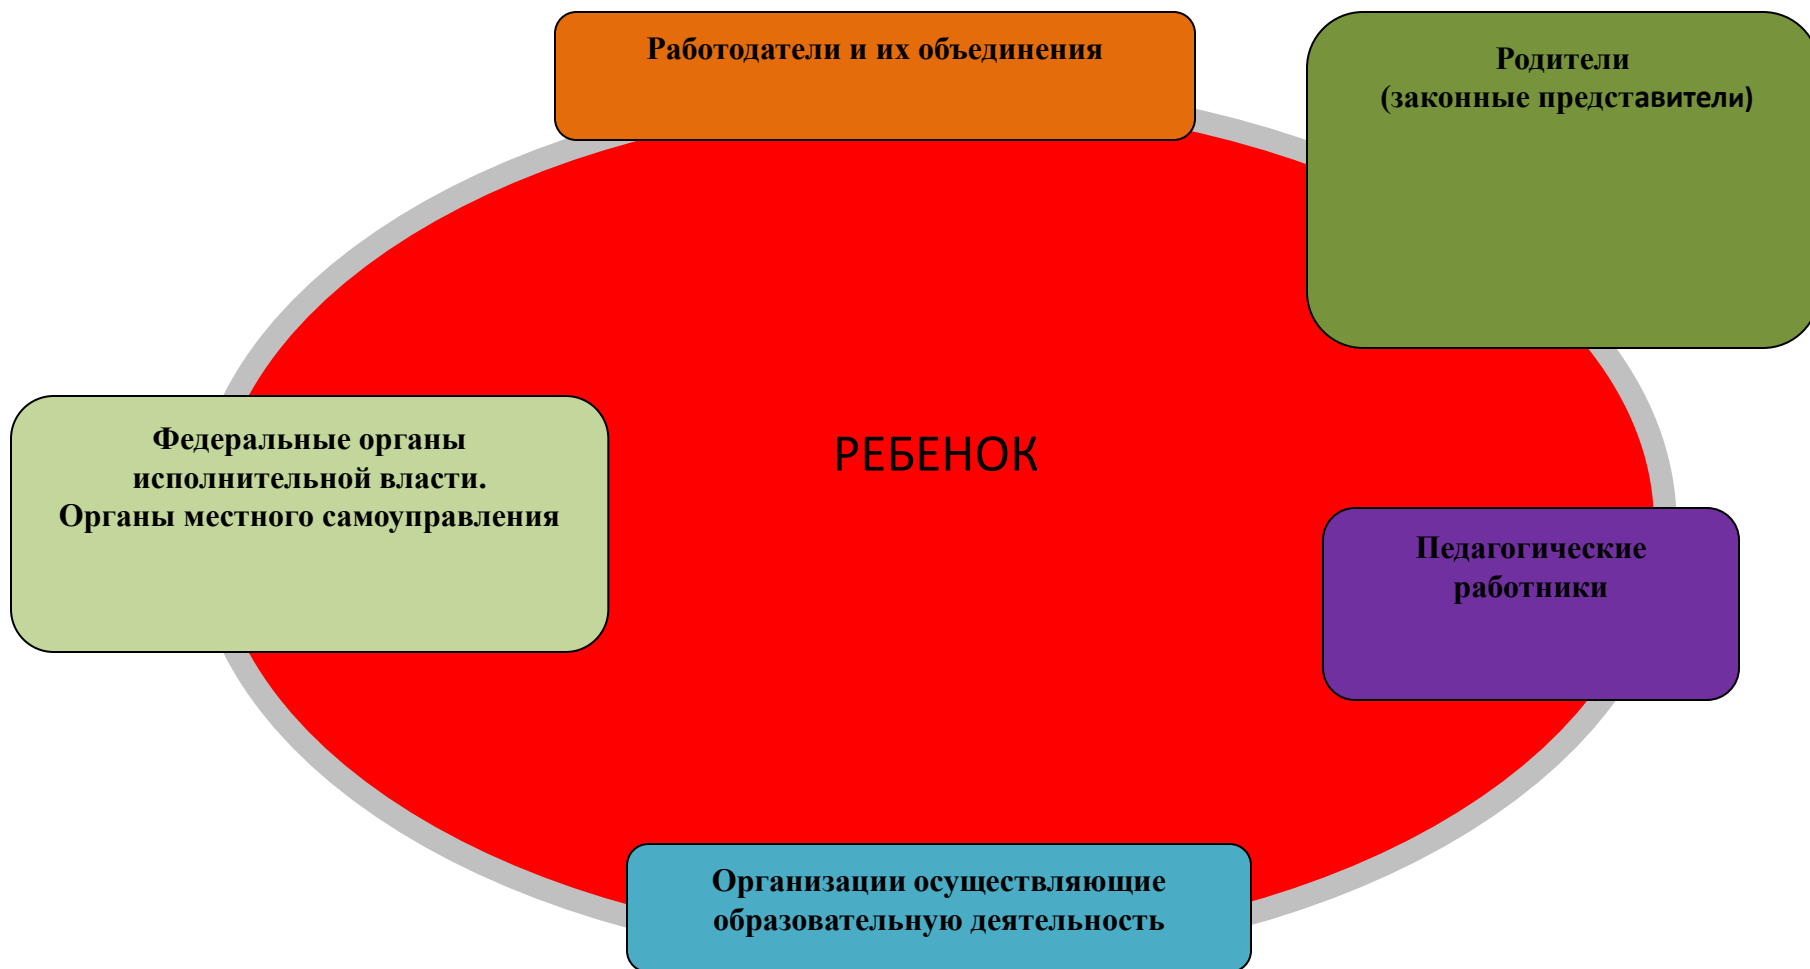 Работодатели и их объединения
Родители
(законные представители)
Федеральные органы
исполнительной власти.
Органы местного самоуправления
РЕБЕНОК
Педагогические
работники
Организации осуществляющие
образовательную деятельность